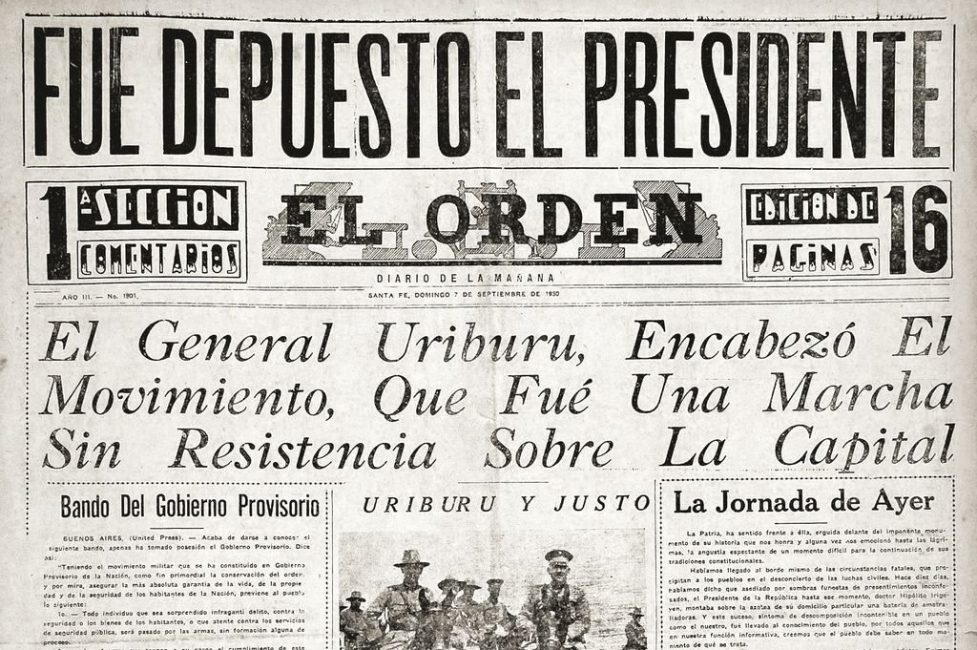 FUE DEPUESTO EL PRESIDENTE
1A SECCION
COMENTARIOS
EL ORDEN
EDICION DE
PAGINAS
16
DIARIO DE LA MAÑANA
AÑO III. — No. 1901.
SANTA FE, DOMINGO 7 DE SEPTIEMBRE DE 1930
El General Uriburu, Encabezó El
Movimiento, Que Fué Una Marcha
Sin Resistencia Sobre La Capital
Bando Del Gobierno Provisorio
BUENOS AIRES, (United Press). — Acaba de darse a conocer el
siguiente bando, apenas ha tomado posesión el Gobierno Provisorio. Dice
así:
"Teniendo el movimiento militar que se ha constituido en Gobierno
Provisorio de la Nación, como fin primordial la conservación del orden
y por mira, asegurar la más absoluta garantía de la vida, de la prope
dad y de la seguridad de los habitantes de la Nación, previene al pueblo
lo siguiente:
1o. — Todo individuo que sea sorprendido infraganti delito, contra la
seguridad o los bienes de los habitantes, o que atente contra los servicios
de seguridad pública, será pasado por las armas, sin formación alguna de
proceso.
URIBURU Y JUSTO
La Jornada de Ayer
La Patria, ha sentido frente a élla, erguida delante del imponente monu-
mento de su historia que nos honra y alguna vez nos emocionó hasta las lágri-
mas, la angustia espectante de un momento difícil para la continuación de sus
tradiciones constitucionales.
Habíamos llegado al borde mismo de las circunstancias fatales, que pre-
cipitan a los pueblos en el desconcierto de las luchas civiles. Hace diez días,
hablamos dicho que asediado por sombras funestas de presentimientos inconfe-
sados, el Presidente de la República hasta ese momento, doctor Hipólito Irigo-
yen, montaba sobre la azotea de su domicilio particular una batería de ametra-
lladoras. Y este suceso, síntoma de descomposición incontenible en un pueblo
como el nuestro, fué llevado al conocimiento del pueblo, por todos aquellos que
en nuestra función informativa, creemos que el pueblo debe saber en todo mo-
mento de qué se trata.